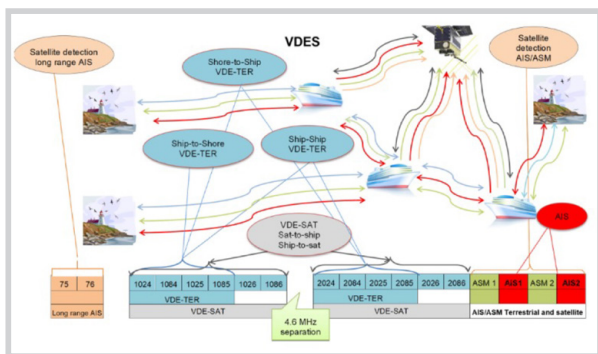 VDES
Satellite detection
long range AIS
Shore-to-Ship
VDE-TER
Satellite
detection
AIS/ASM
Ship-to-Shore
VDE-TER
Ship-Ship
VDE-TER
VDE-SAT
Sat-to-ship
Ship-to-sat
AIS
75 76
Long range AIS
1024 1084 1025 1085 1026 1086
VDE-TER
VDE-SAT
4.6 MHz
separation
2024 2084 2025 2085 2026 2086
VDE-TER
VDE-SAT
ASM 1 AIS1 ASM 2 AIS2
AIS/ASM Terrestrial and satellite